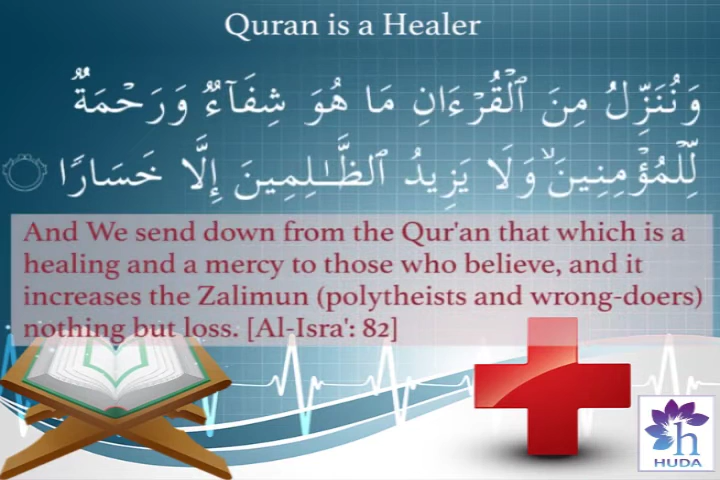 Quran is a Healer
وَنُنَزِّلُ مِنَ ٱلْقُرْءَانِ مَا هُوَ شِفَآءٌ وَرَحْمَةٌ
لِّلْمُؤْمِنِينَ ۙ وَلَا يَزِيدُ ٱلظَّـٰلِمِينَ إِلَّا خَسَارًا
And We send down from the Qur'an that which is a
healing and a mercy to those who believe, and it
increases the Zalimun (polytheists and wrong-doers)
nothing but loss. [Al-Isra': 82]
h
HUDA